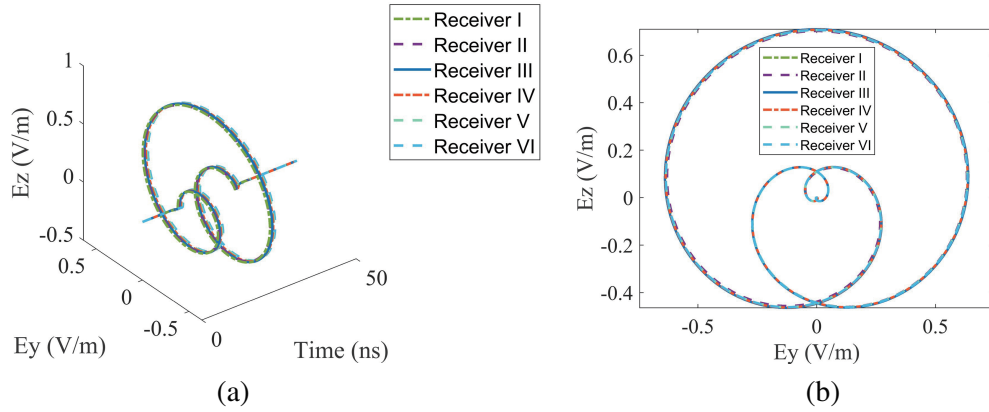 Receiver I
Receiver II
Receiver III
Receiver IV
Receiver V
Receiver VI
1
0.5
0
-0.5
Ez (V/m)
0.5
0
-0.5
Ey (V/m)
0
50
Time (ns)
(a)
0.6
0.4
0.2
0
-0.2
-0.4
Ez (V/m)
Receiver I
Receiver II
Receiver III
Receiver IV
Receiver V
Receiver VI
-0.5
0
0.5
Ey (V/m)
(b)